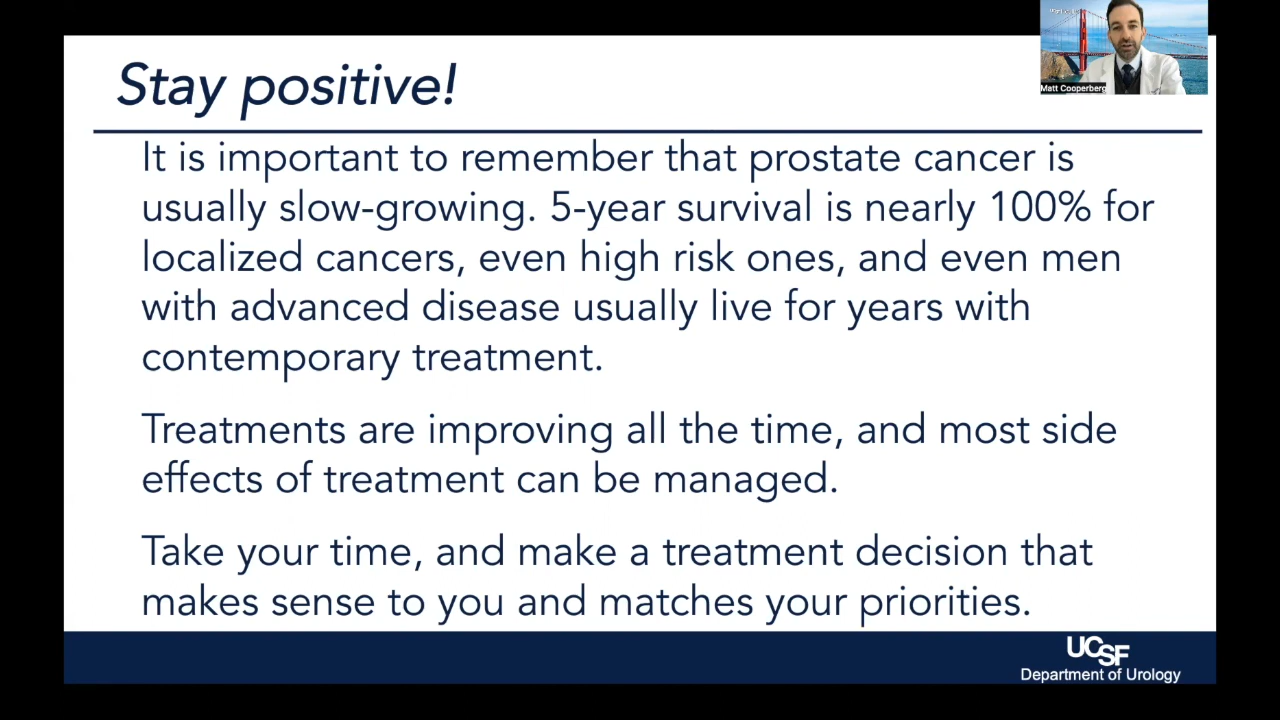 Stay positive!
Matt Cooperberg
It is important to remember that prostate cancer is
usually slow-growing. 5-year survival is nearly 100% for
localized cancers, even high risk ones, and even men
with advanced disease usually live for years with
contemporary treatment.
Treatments are improving all the time, and most side
effects of treatment can be managed.
Take your time, and make a treatment decision that
makes sense to you and matches your priorities.
UCSF
Department of Urology